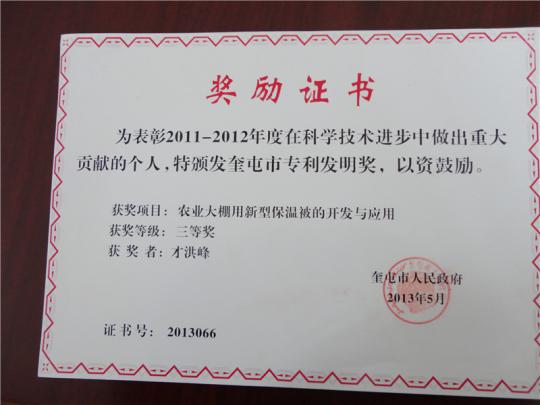 奖励证书
为表彰2011-2012年度在科学技术进步中做出重大
贡献的个人,特颁发奎屯市专利发明奖，以资鼓励。
获奖项目：农业大棚用新型保温被的开发与应用
获奖等级：三等奖
获 奖 者：才洪峰
奎屯市人民政府
2013年5月
证书号：2013066